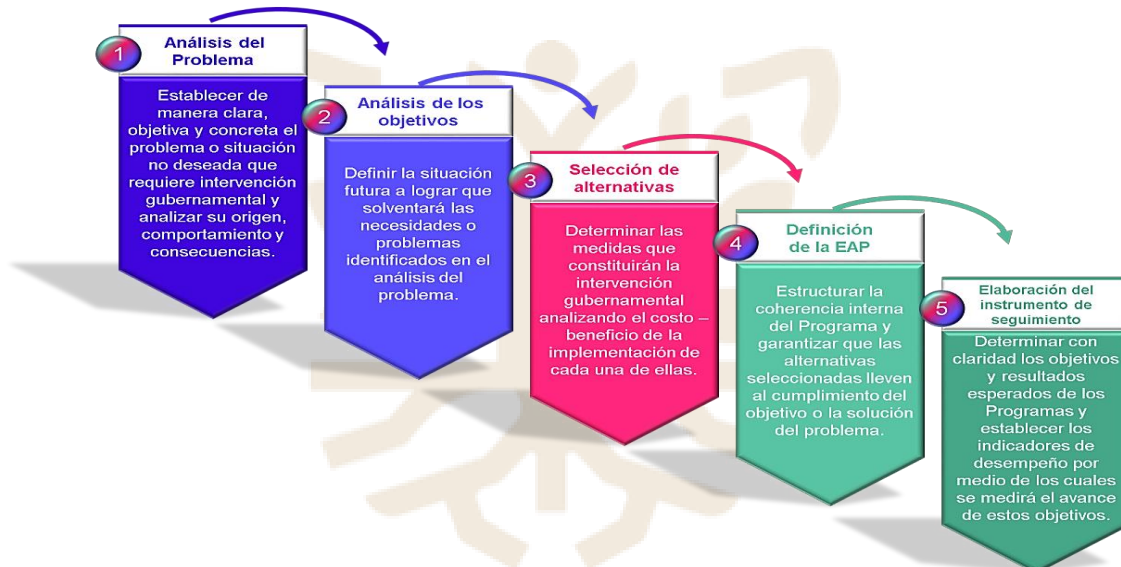 1
Análisis del
Problema
Establecer de
manera clara,
objetiva y concreta el
problema o situación
no deseada que
requiere intervención
gubernamental y
analizar su origen,
comportamiento y
consecuencias.
2
Análisis de los
objetivos
Definir la situación
futura a lograr que
solventará las
necesidades o
problemas
identificados en el
análisis del
problema.
3
Selección de
alternativas
Determinar las
medidas que
constituirán la
intervención
gubernamental
analizando el costo –
beneficio de la
implementación de
cada una de ellas.
4
Definición
de la EAP
Estructurar la
coherencia interna
del Programa y
garantizar que las
alternativas
seleccionadas lleven
al cumplimiento del
objetivo o la solución
del problema.
5
Elaboración del
instrumento de
seguimiento
Determinar con
claridad los objetivos
y resultados
esperados de los
Programas y
establecer los
indicadores de
desempeño por
medio de los cuales
se medirá el avance
de estos objetivos.